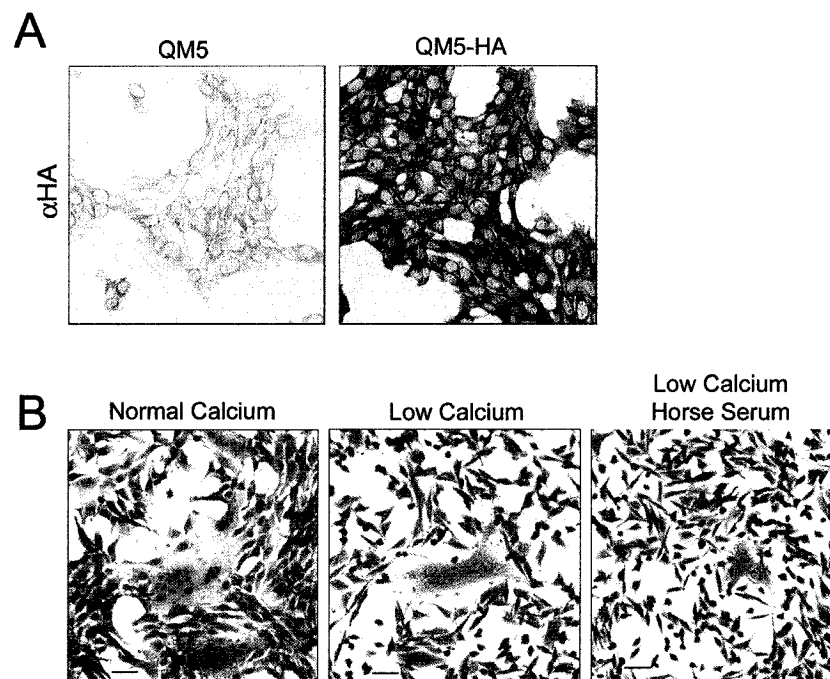 A
QM5
QM5-HA
αHA
B
Normal Calcium
Low Calcium
Low Calcium
Horse Serum